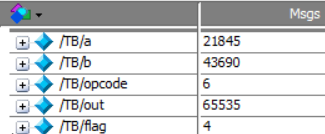 Msgs
/TB/a 21845
/TB/b 43690
/TB/opcode 6
/TB/out 65535
/TB/flag 4